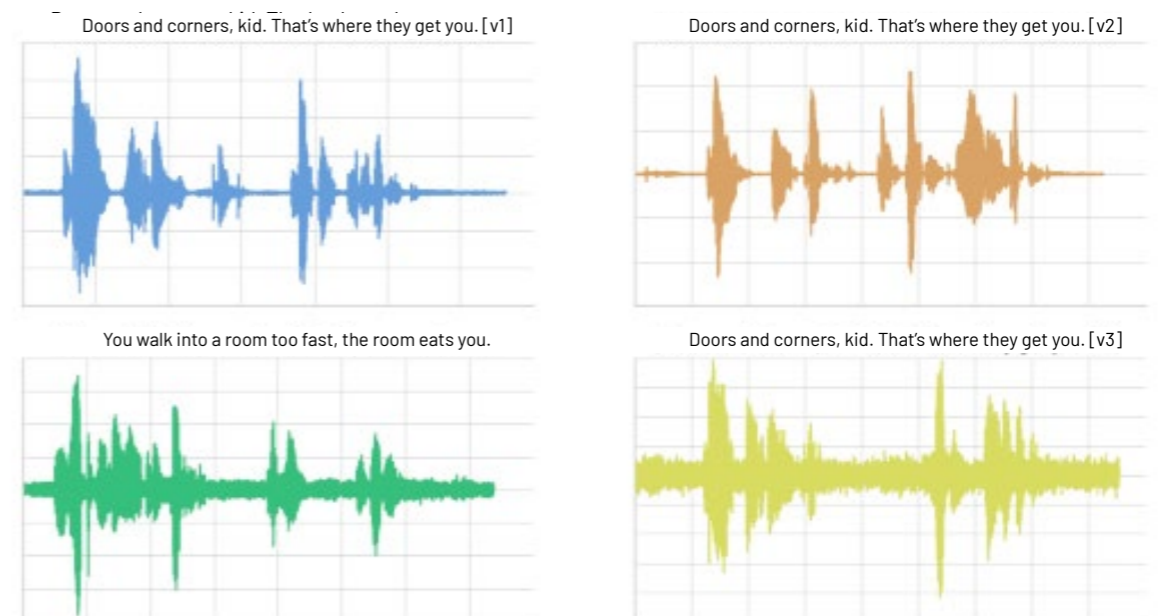 Doors and corners, kid. That's where they get you. [v1]
Doors and corners, kid. That's where they get you. [v2]
You walk into a room too fast, the room eats you.
Doors and corners, kid. That's where they get you. [v3]